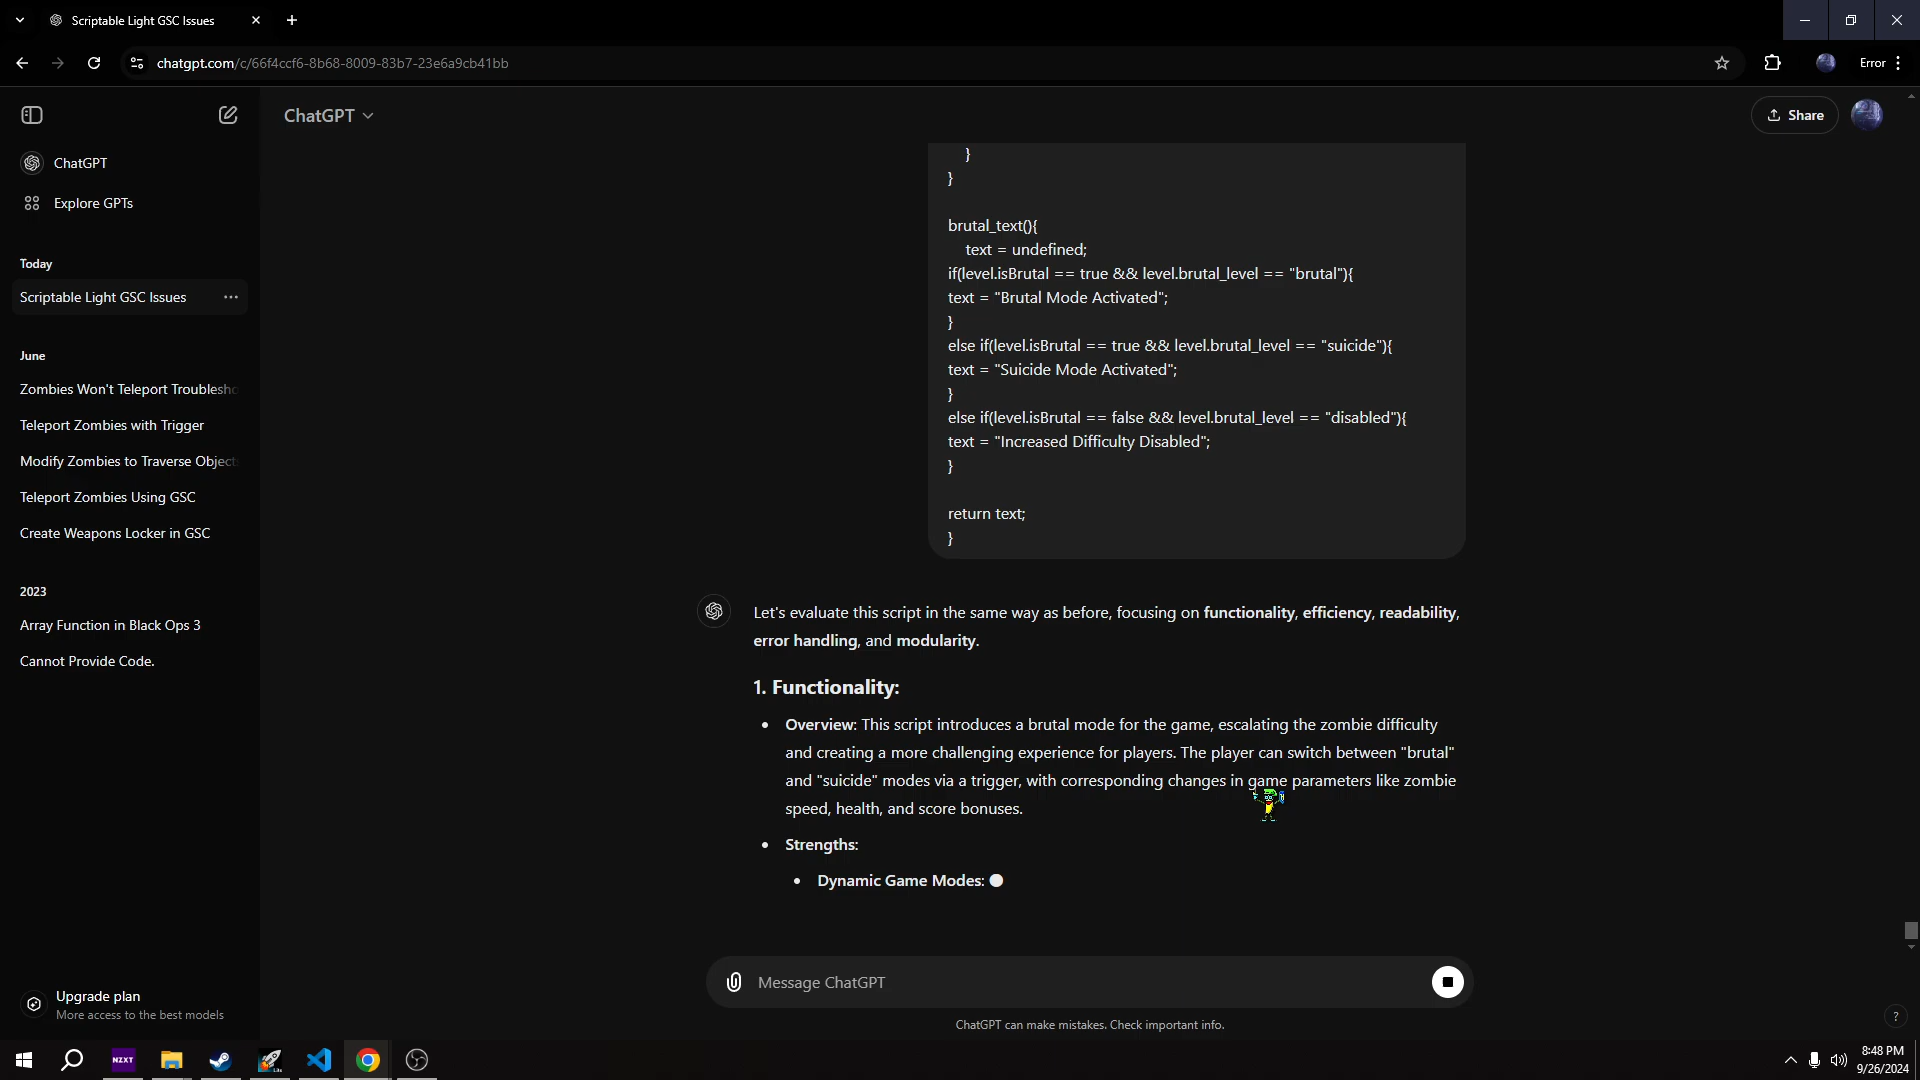 Scriptable Light GSC Issues
chatgpt.com/c/66f4ccf6-8b68-8009-83b7-23e6a9cb41bb
Error
ChatGPT
Share
ChatGPT
Explore GPTs
Today
Scriptable Light GSC Issues
June
Zombies Won't Teleport Troublesho
Teleport Zombies with Trigger
Modify Zombies to Traverse Object
Teleport Zombies Using GSC
Create Weapons Locker in GSC
2023
Array Function in Black Ops 3
Cannot Provide Code.
Upgrade plan
More access to the best models
}
}
brutal_text(){
text = undefined;
if(level.isBrutal == true && level.brutal_level == "brutal"){
text = "Brutal Mode Activated";
}
else if(level.isBrutal == true && level.brutal_level == "suicide"){
text = "Suicide Mode Activated";
}
else if(level.isBrutal == false && level.brutal_level == "disabled"){
text = "Increased Difficulty Disabled";
}
return text;
}
Let's evaluate this script in the same way as before, focusing on functionality, efficiency, readability,
error handling, and modularity.
1. Functionality:
• Overview: This script introduces a brutal mode for the game, escalating the zombie difficulty
and creating a more challenging experience for players. The player can switch between "brutal"
and "suicide" modes via a trigger, with corresponding changes in game parameters like zombie
speed, health, and score bonuses.
• Strengths:
• Dynamic Game Modes:
Message ChatGPT
ChatGPT can make mistakes. Check important info.
?
NZXT
Lite
8:48 PM
9/26/2024